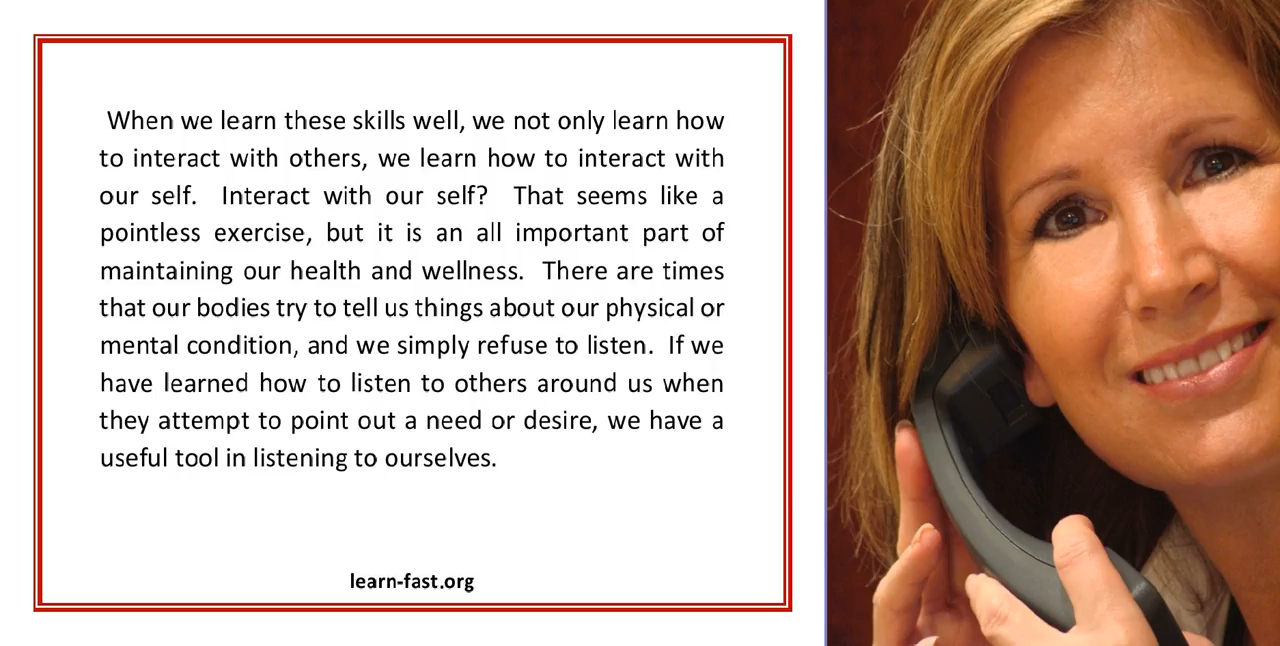 When we learn these skills well, we not only learn how
to interact with others, we learn how to interact with
our self. Interact with our self? That seems like a
pointless exercise, but it is an all important part of
maintaining our health and wellness. There are times
that our bodies try to tell us things about our physical or
mental condition, and we simply refuse to listen. If we
have learned how to listen to others around us when
they attempt to point out a need or desire, we have a
useful tool in listening to ourselves.
learn-fast.org